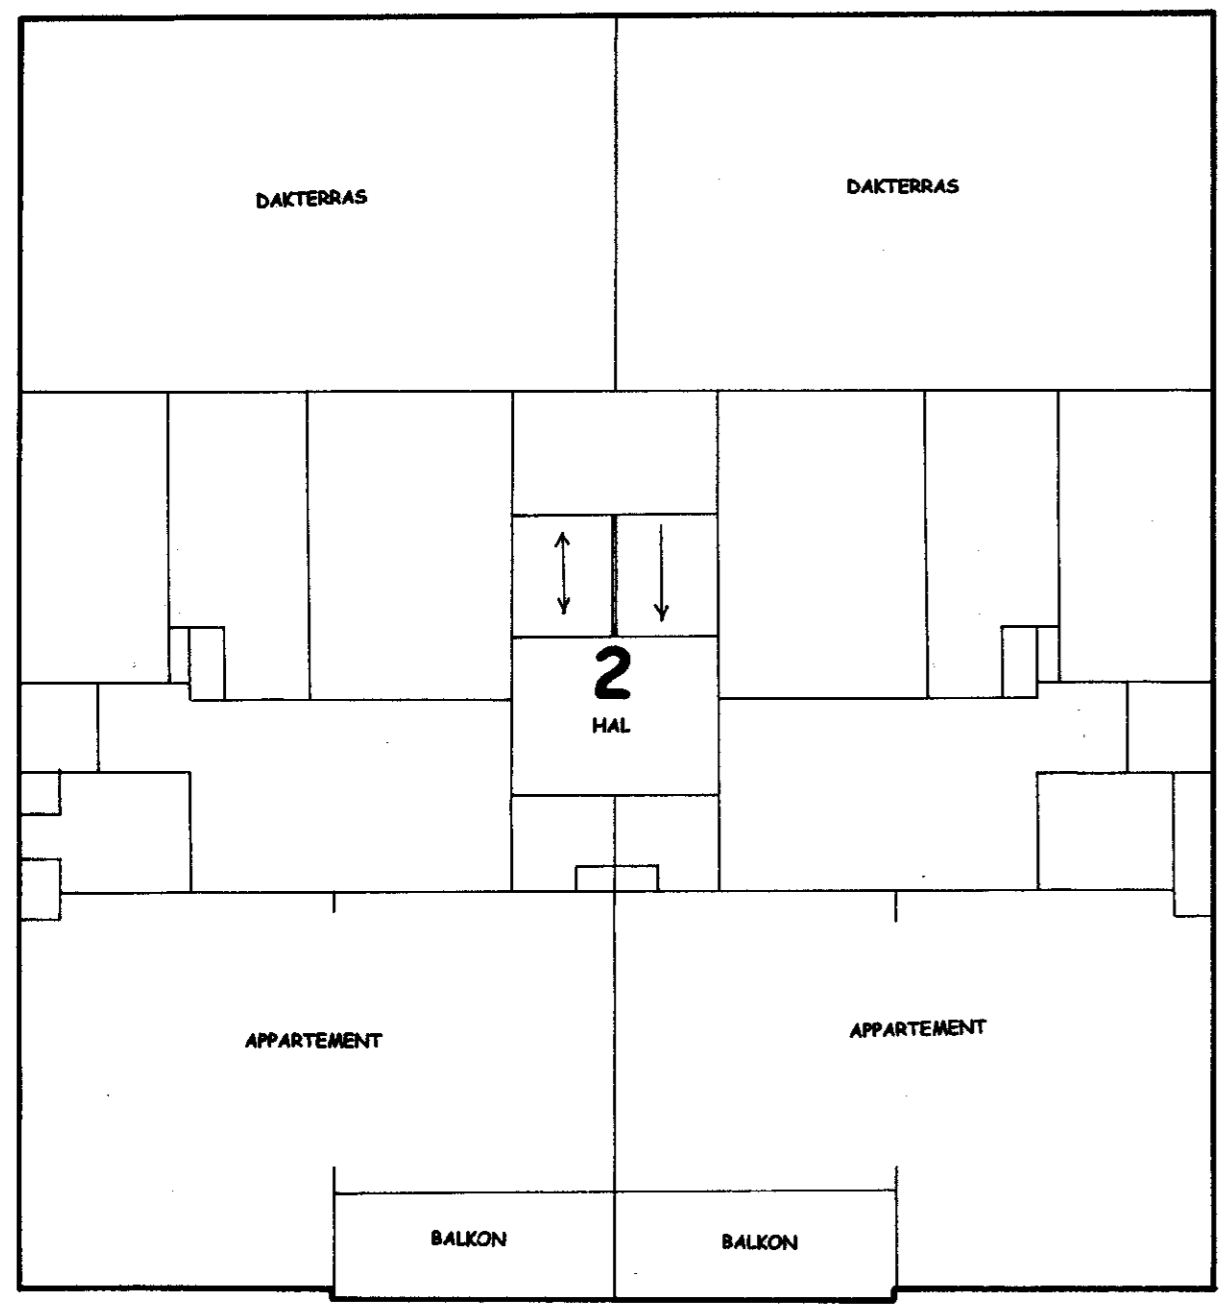 DAKTERRAS
DAKTERRAS
2
HAL
APPARTEMENT
APPARTEMENT
BALKON
BALKON